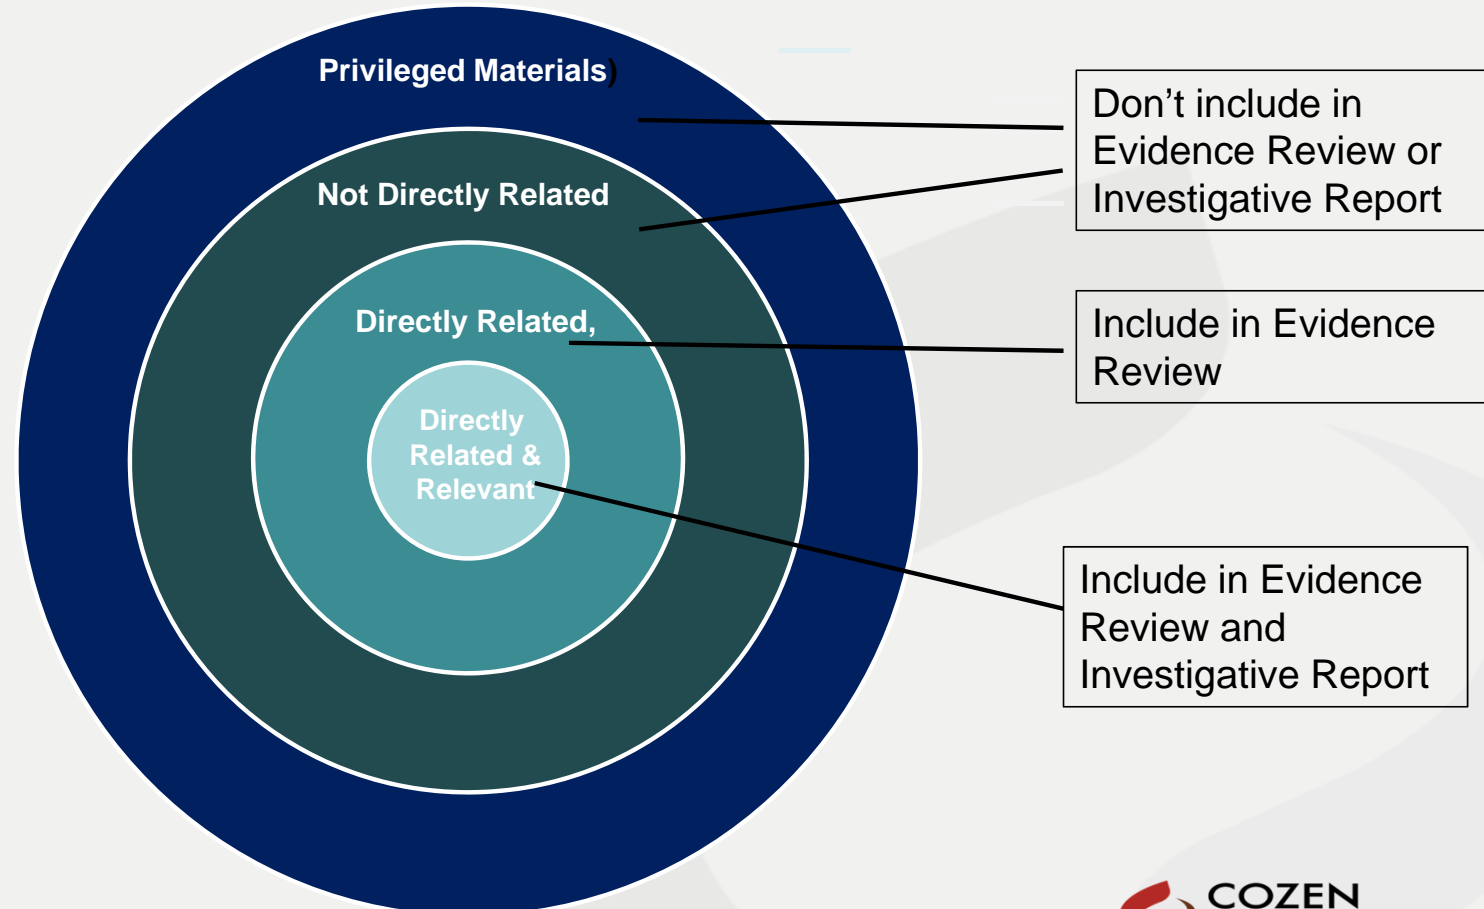 Privileged Materials)
Not Directly Related
Directly Related,
Directly
Related &
Relevant
Don’t include in
Evidence Review or
Investigative Report
Include in Evidence
Review
Include in Evidence
Review and
Investigative Report
COZEN